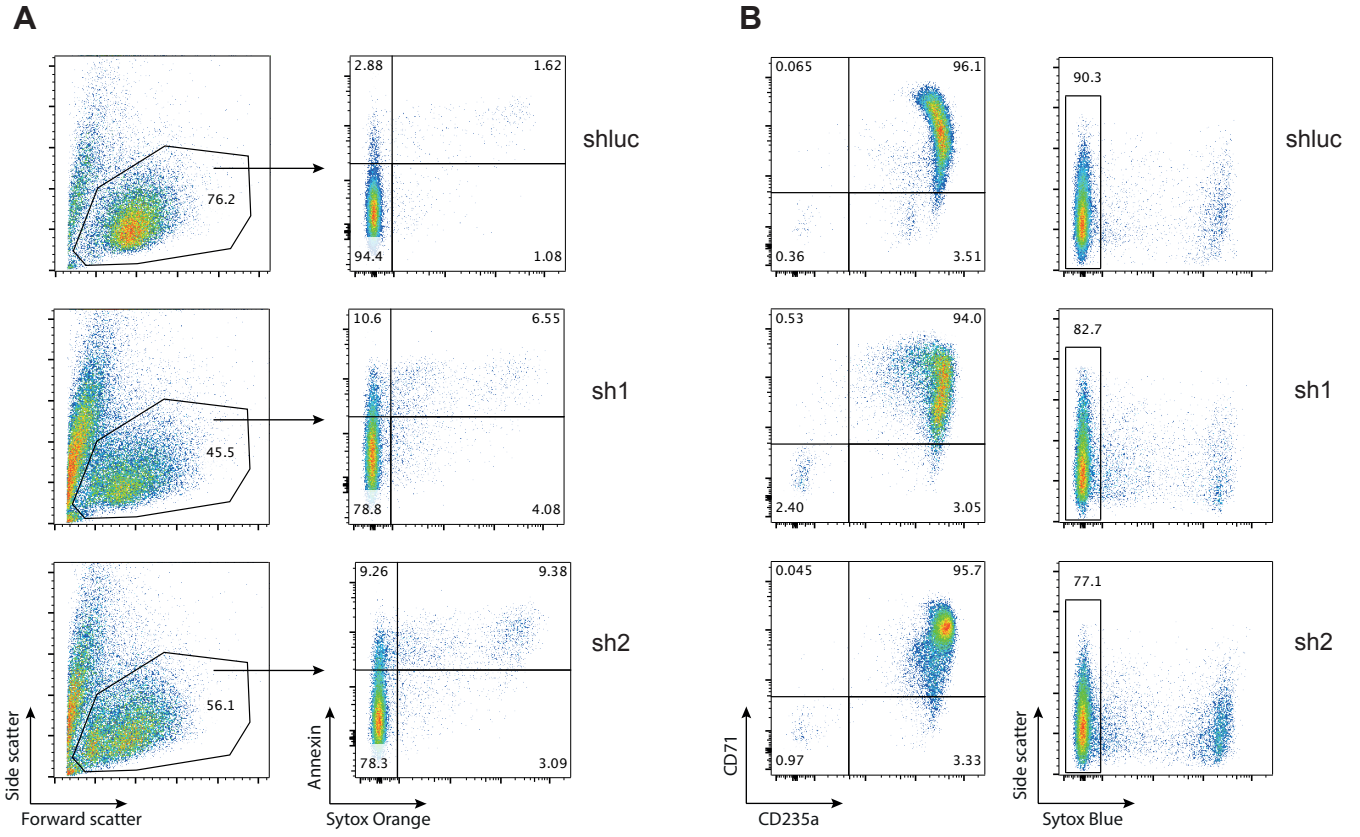 A
B
2.88 1.62
76.2
94.4 1.08
0.065 96.1
0.36 3.51
90.3
shluc
shluc
10.6 6.55
45.5
78.8 4.08
sh1
0.53 94.0
2.40 3.05
82.7
sh1
9.26 9.38
56.1
78.3 3.09
sh2
0.045 95.7
0.97 3.33
77.1
sh2
Side scatter
Forward scatter
Annexin
Sytox Orange
CD71
CD235a
Side scatter
Sytox Blue